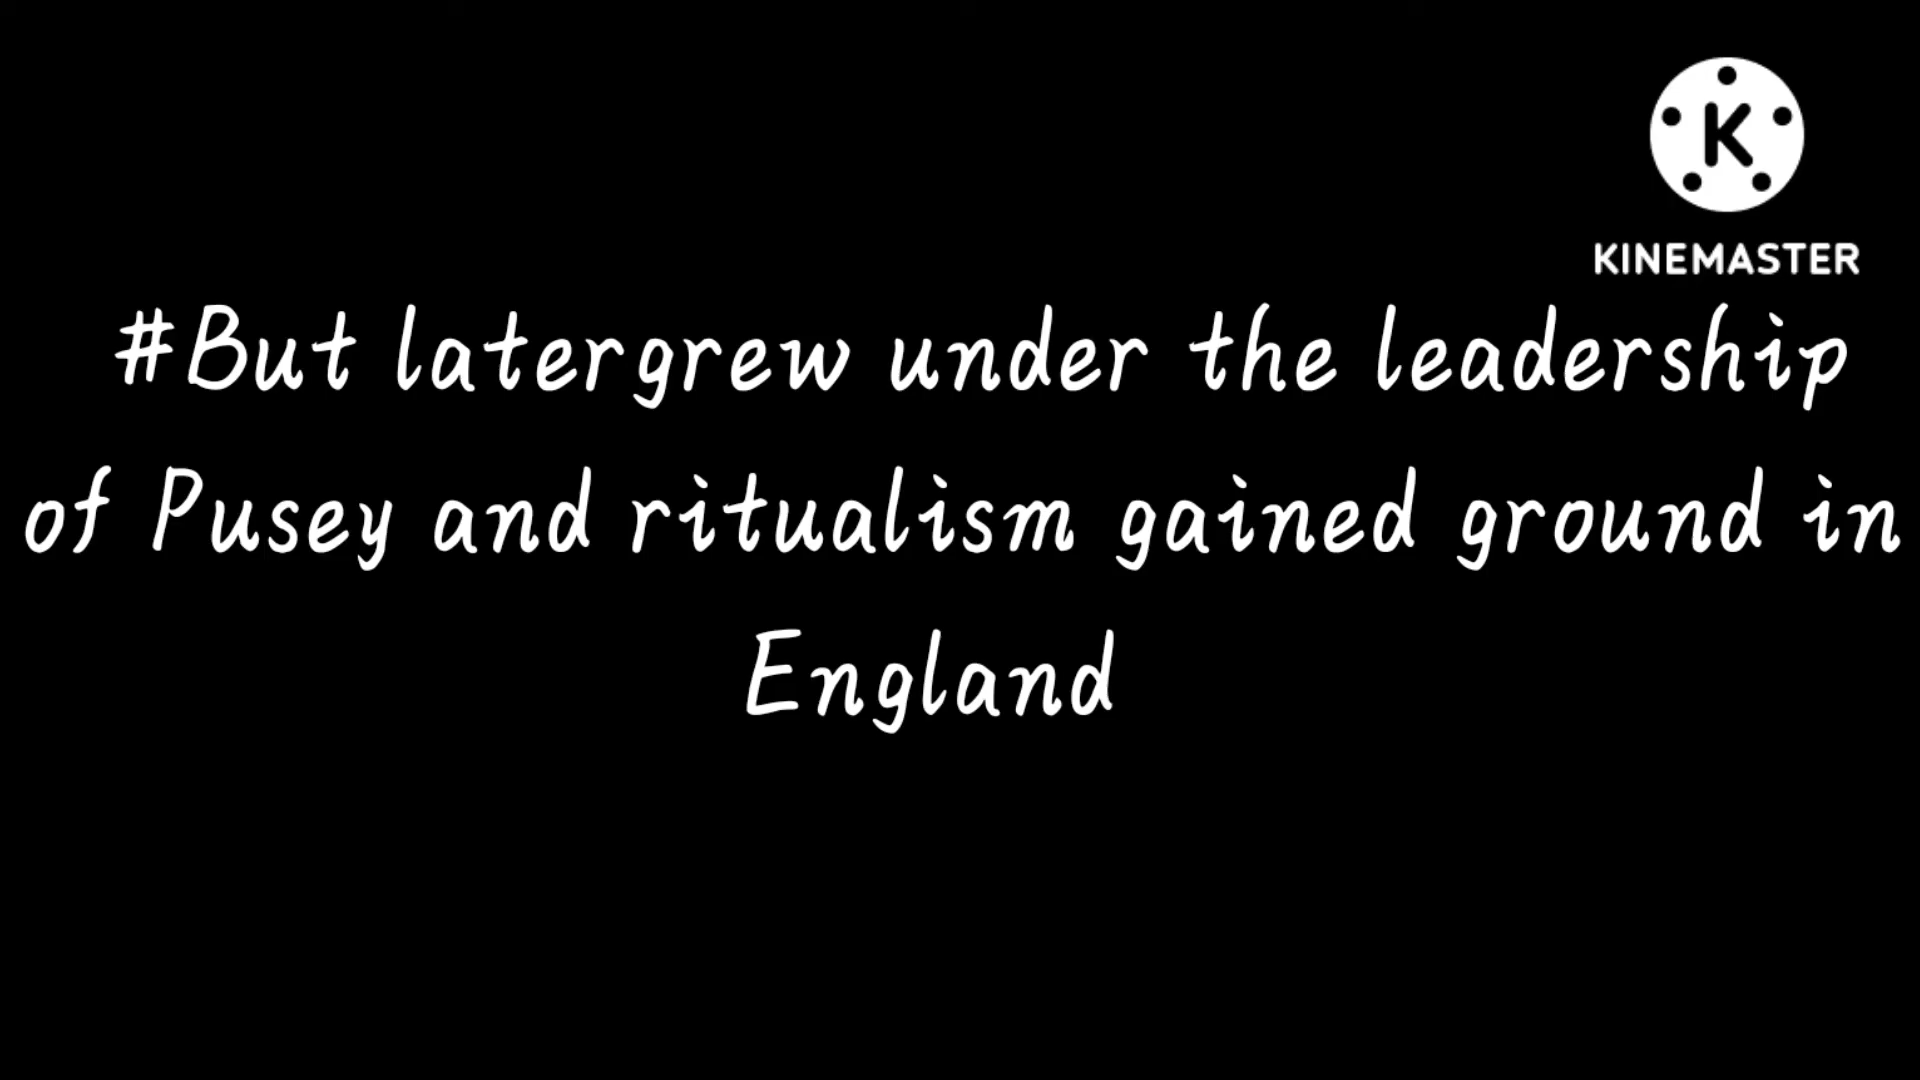 K
KINEMASTER
#But latergrew under the leadership
of Pusey and ritualism gained ground in
England